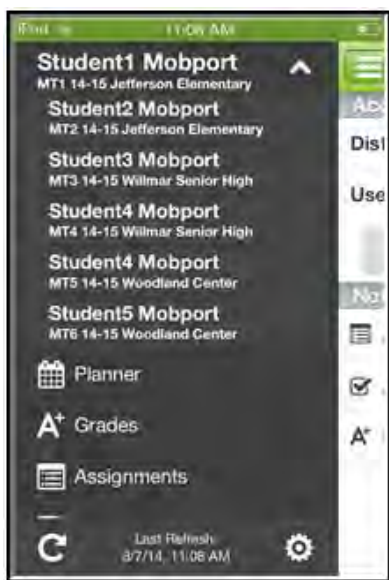 iPod
11:08 AM
Student1 Mobport
MT1 14-15 Jefferson Elementary
Student2 Mobport
MT2 14-15 Jefferson Elementary
Student3 Mobport
MT3 14-15 Willmar Senior High
Student4 Mobport
MT4 14-15 Willmar Senior High
Student4 Mobport
MT5 14-15 Woodland Center
Student5 Mobport
MT6 14-15 Woodland Center
Planner
A+ Grades
Assignments
Last Refresh
8/7/14, 11:08 AM
Dist
Use
A+